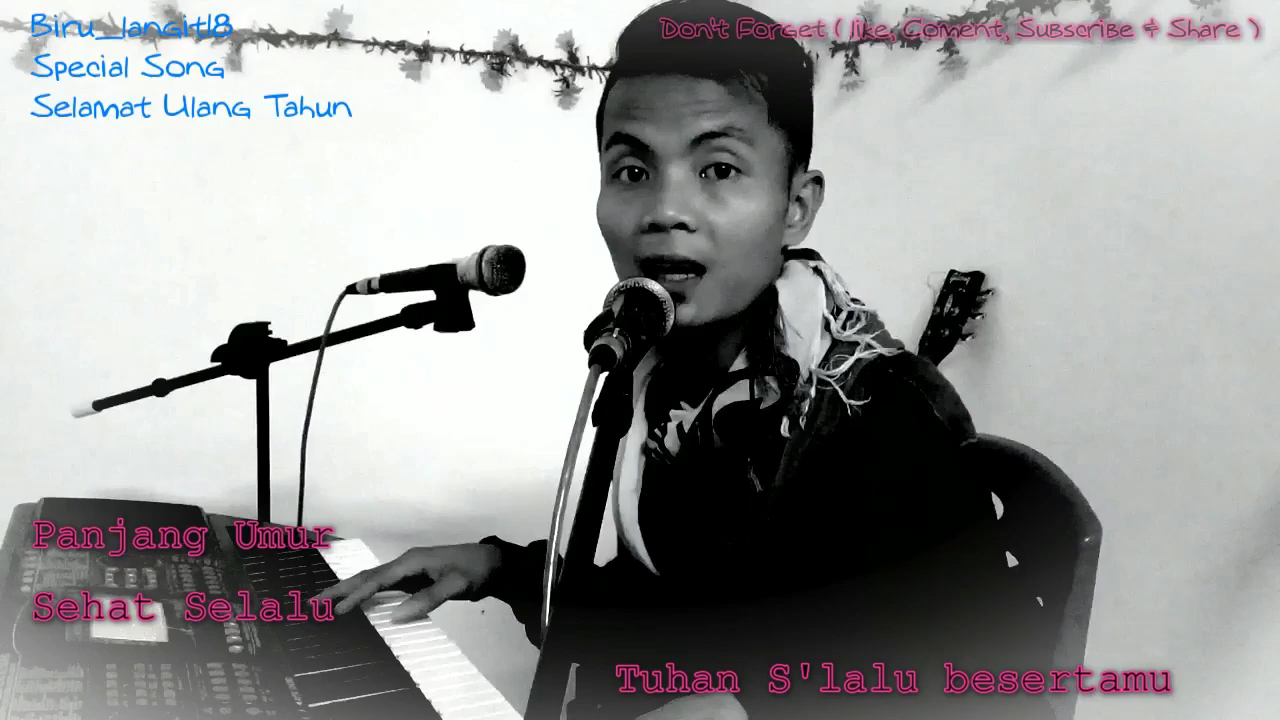 Biru_langit18
Special Song
Selamat Ulang Tahun
Don't Forget ( like, Coment, Subscribe & Share )
Panjang Umur
Sehat Selalu
Tuhan S'lalu besertamu